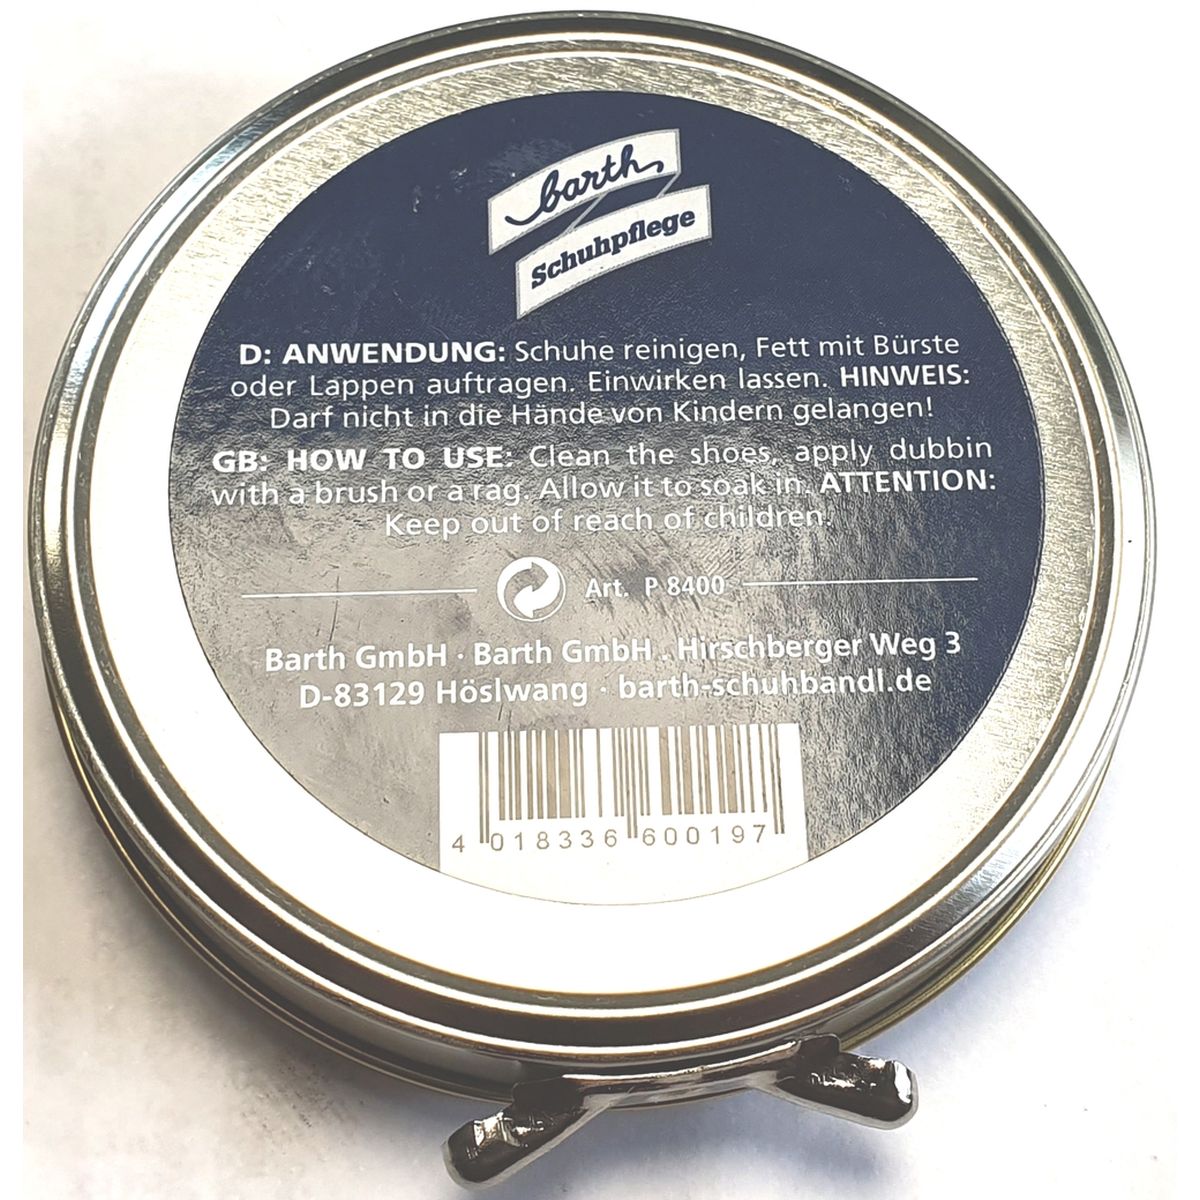 barth
Schuhpflege
D: ANWENDUNG: Schuhe reinigen, Fett mit Bürste
oder Lappen auftragen. Einwirken lassen. HINWEIS:
Darf nicht in die Hände von Kindern gelangen!
GB: HOW TO USE: Clean the shoes, apply dubbin
with a brush or a rag. Allow it to soak in. ATTENTION:
Keep out of reach of children.
Art. P 8400
Barth GmbH · Barth GmbH . Hirschberger Weg 3
D-83129 Höslwang · barth-schuhbandl.de
4 018336 600197